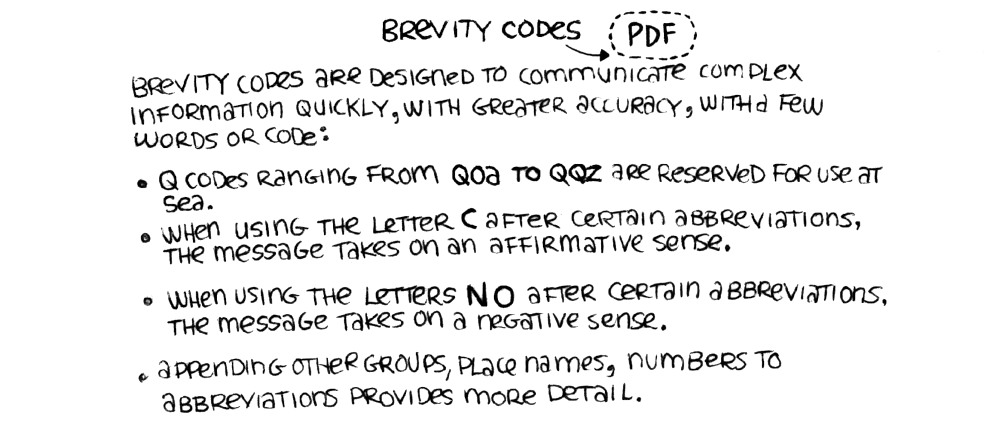 BREVITY CODES PDF
BREVITY CODES ARE DESIGNED TO COMMUNICATE COMPLEX
INFORMATION QUICKLY, WITH GREATER ACCURACY, WITH A FEW
WORDS OR CODE:
• Q CODES RANGING FROM QOA TO QQZ ARE RESERVED FOR USE AT
SEA.
• WHEN USING THE LETTER C AFTER CERTAIN ABBREVIATIONS,
THE MESSAGE TAKES ON AN AFFIRMATIVE SENSE.
• WHEN USING THE LETTERS NO AFTER CERTAIN ABBREVIATIONS,
THE MESSAGE TAKES ON A NEGATIVE SENSE.
• APPENDING OTHER GROUPS, PLACE NAMES, NUMBERS TO
ABBREVIATIONS PROVIDES MORE DETAIL.